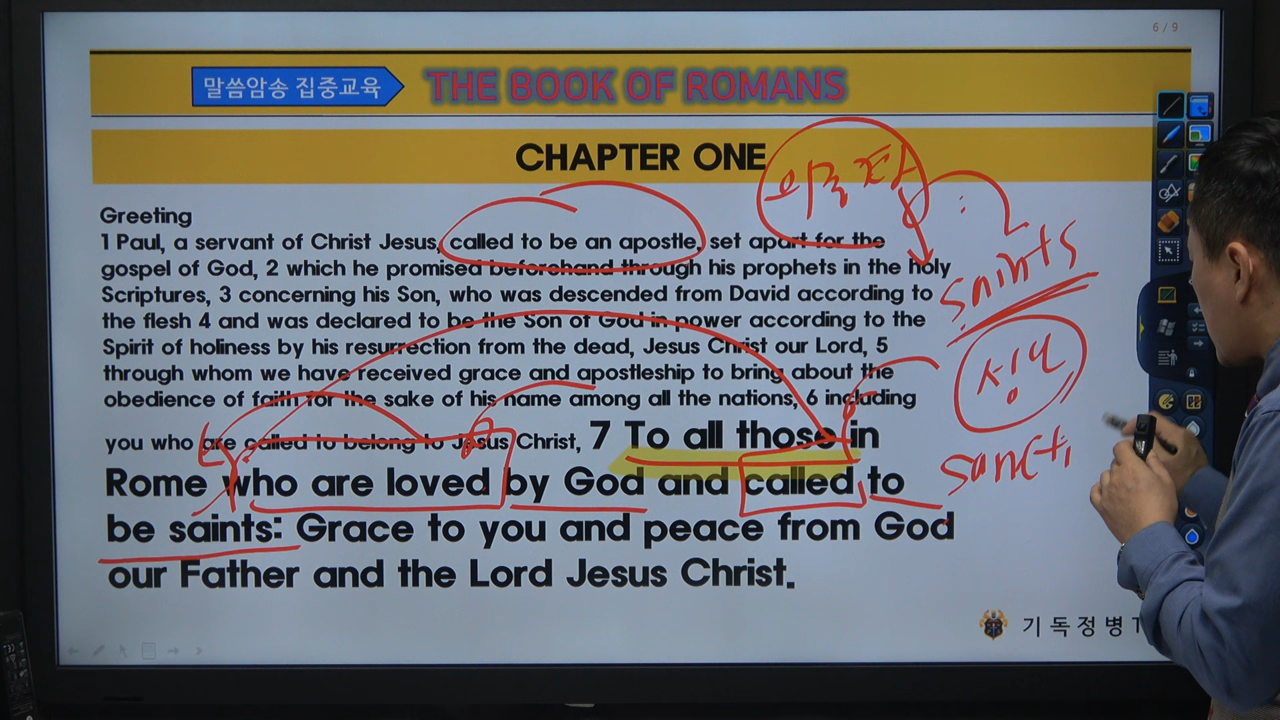 6 / 9
말씀암송 집중교육
THE BOOK OF ROMANS
CHAPTER ONE
Greeting
1 Paul, a servant of Christ Jesus, called to be an apostle, set apart for the
gospel of God, 2 which he promised beforehand through his prophets in the holy
Scriptures, 3 concerning his Son, who was descended from David according to
the flesh 4 and was declared to be the Son of God in power according to the
Spirit of holiness by his resurrection from the dead, Jesus Christ our Lord, 5
through whom we have received grace and apostleship to bring about the
obedience of faith for the sake of his name among all the nations, 6 including
you who are called to belong to Jesus Christ, 7 To all those in
Rome who are loved by God and called to
be saints: Grace to you and peace from God
our Father and the Lord Jesus Christ.
saints
sancti
기독정병T